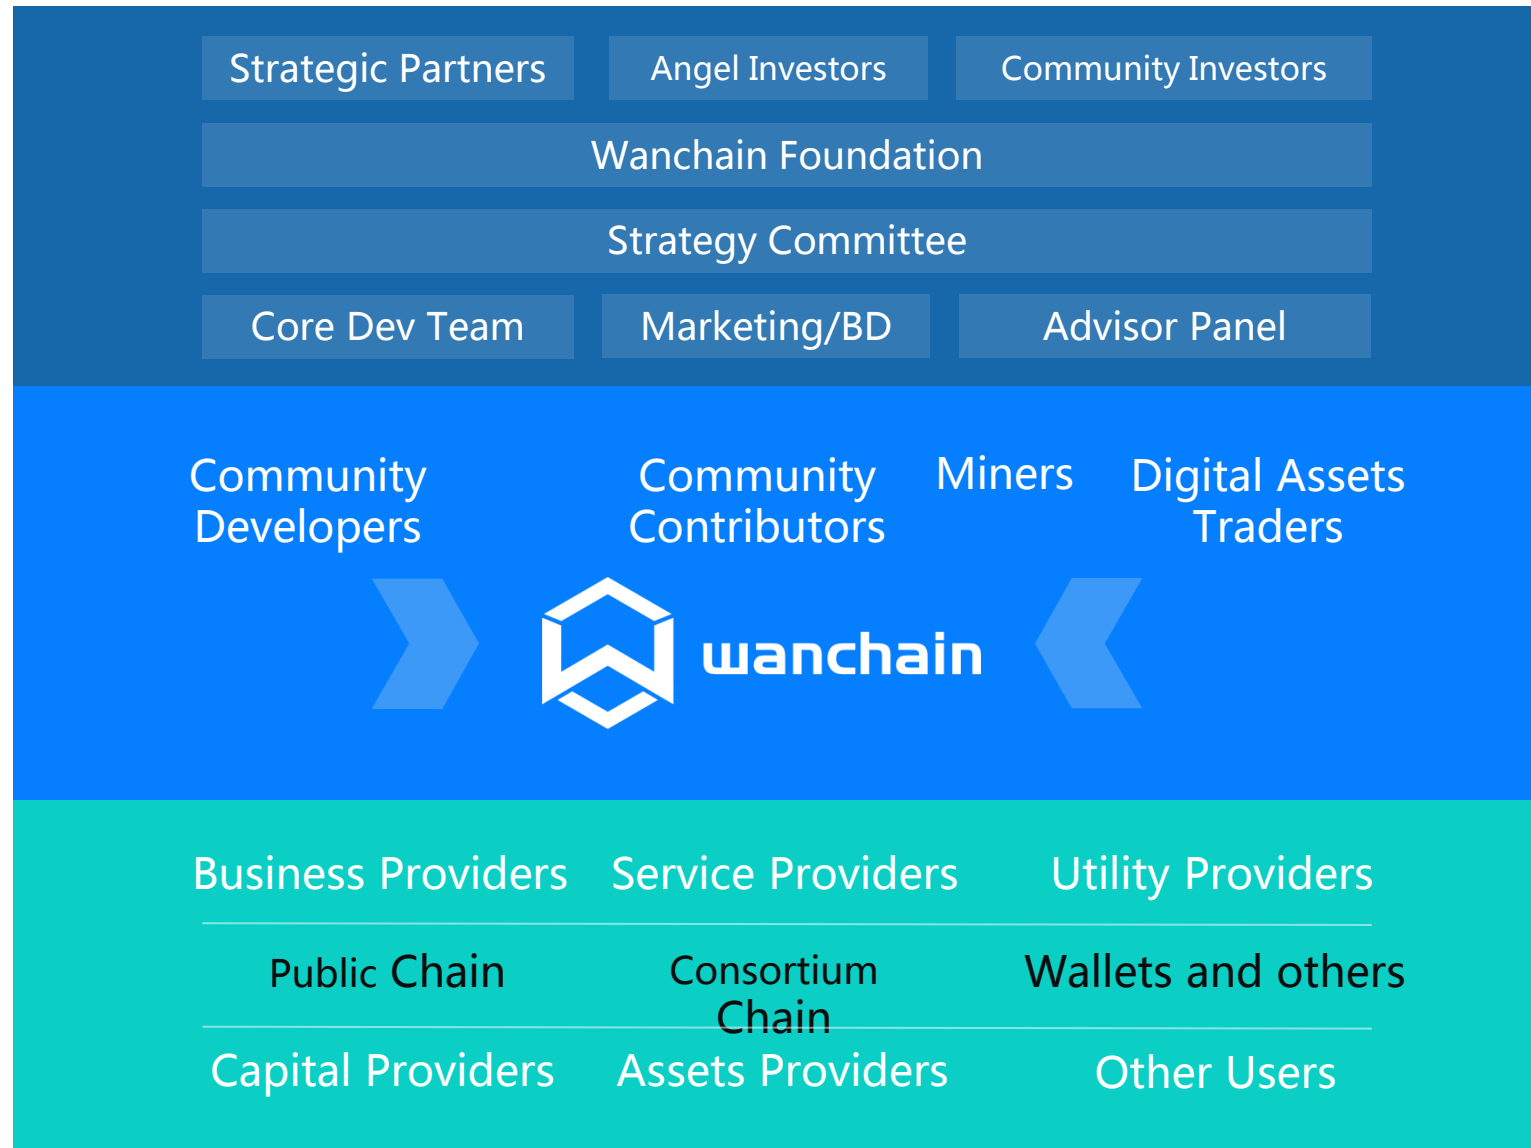 Strategic Partners
Angel Investors
Community Investors
Wanchain Foundation
Strategy Committee
Core Dev Team
Marketing/BD
Advisor Panel
Community
Developers
Community
Contributors
Miners
Digital Assets
Traders
wanchain
Business Providers
Service Providers
Utility Providers
Public Chain
Consortium
Chain
Wallets and others
Capital Providers
Assets Providers
Other Users